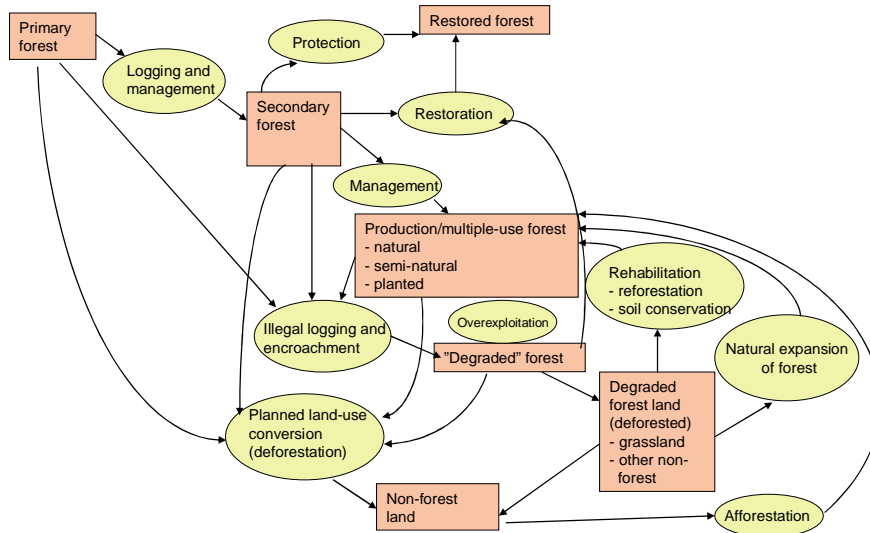 Primary
forest
Restored forest
Protection
Logging and
management
Secondary
forest
Restoration
Management
Production/multiple-use forest
- natural
- semi-natural
- planted
Rehabilitation
- reforestation
- soil conservation
Illegal logging and
encroachment
Overexploitation
"Degraded" forest
Natural expansion
of forest
Degraded
forest land
(deforested)
- grassland
- other non-
forest
Planned land-use
conversion
(deforestation)
Non-forest
land
Afforestation